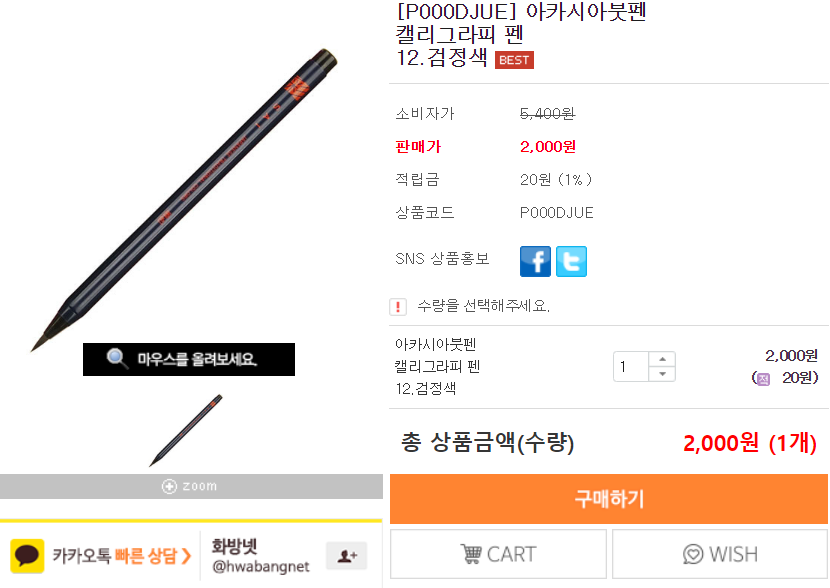 [P000DJUE] 아카시아붓펜
캘리그라피 펜
12.검정색 BEST
소비자가 5,400원
판매가 2,000원
적립금 20원 (1%)
상품코드 P000DJUE
SNS 상품홍보
수량을 선택해주세요.
아카시아붓펜
캘리그라피 펜
12.검정색
1
2,000원
(적 20원)
총 상품금액(수량) 2,000원 (1개)
구매하기
CART
WISH
마우스를 올려보세요.
zoom
카카오톡 빠른 상담
화방넷
@hwabangnet